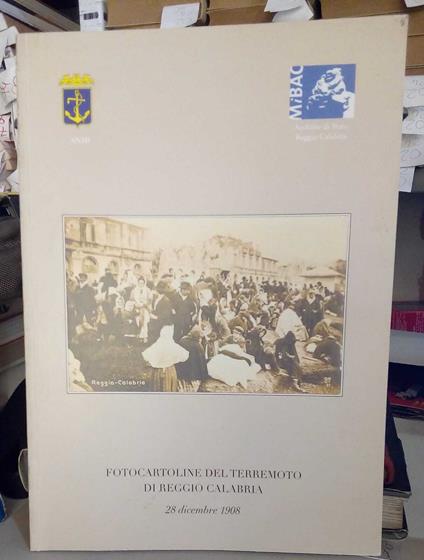 ANMI
MiBAC
Archivio di Stato
Reggio Calabria
Reggio-Calabria
FOTOCARTOLINE DEL TERREMOTO
DI REGGIO CALABRIA
28 dicembre 1908